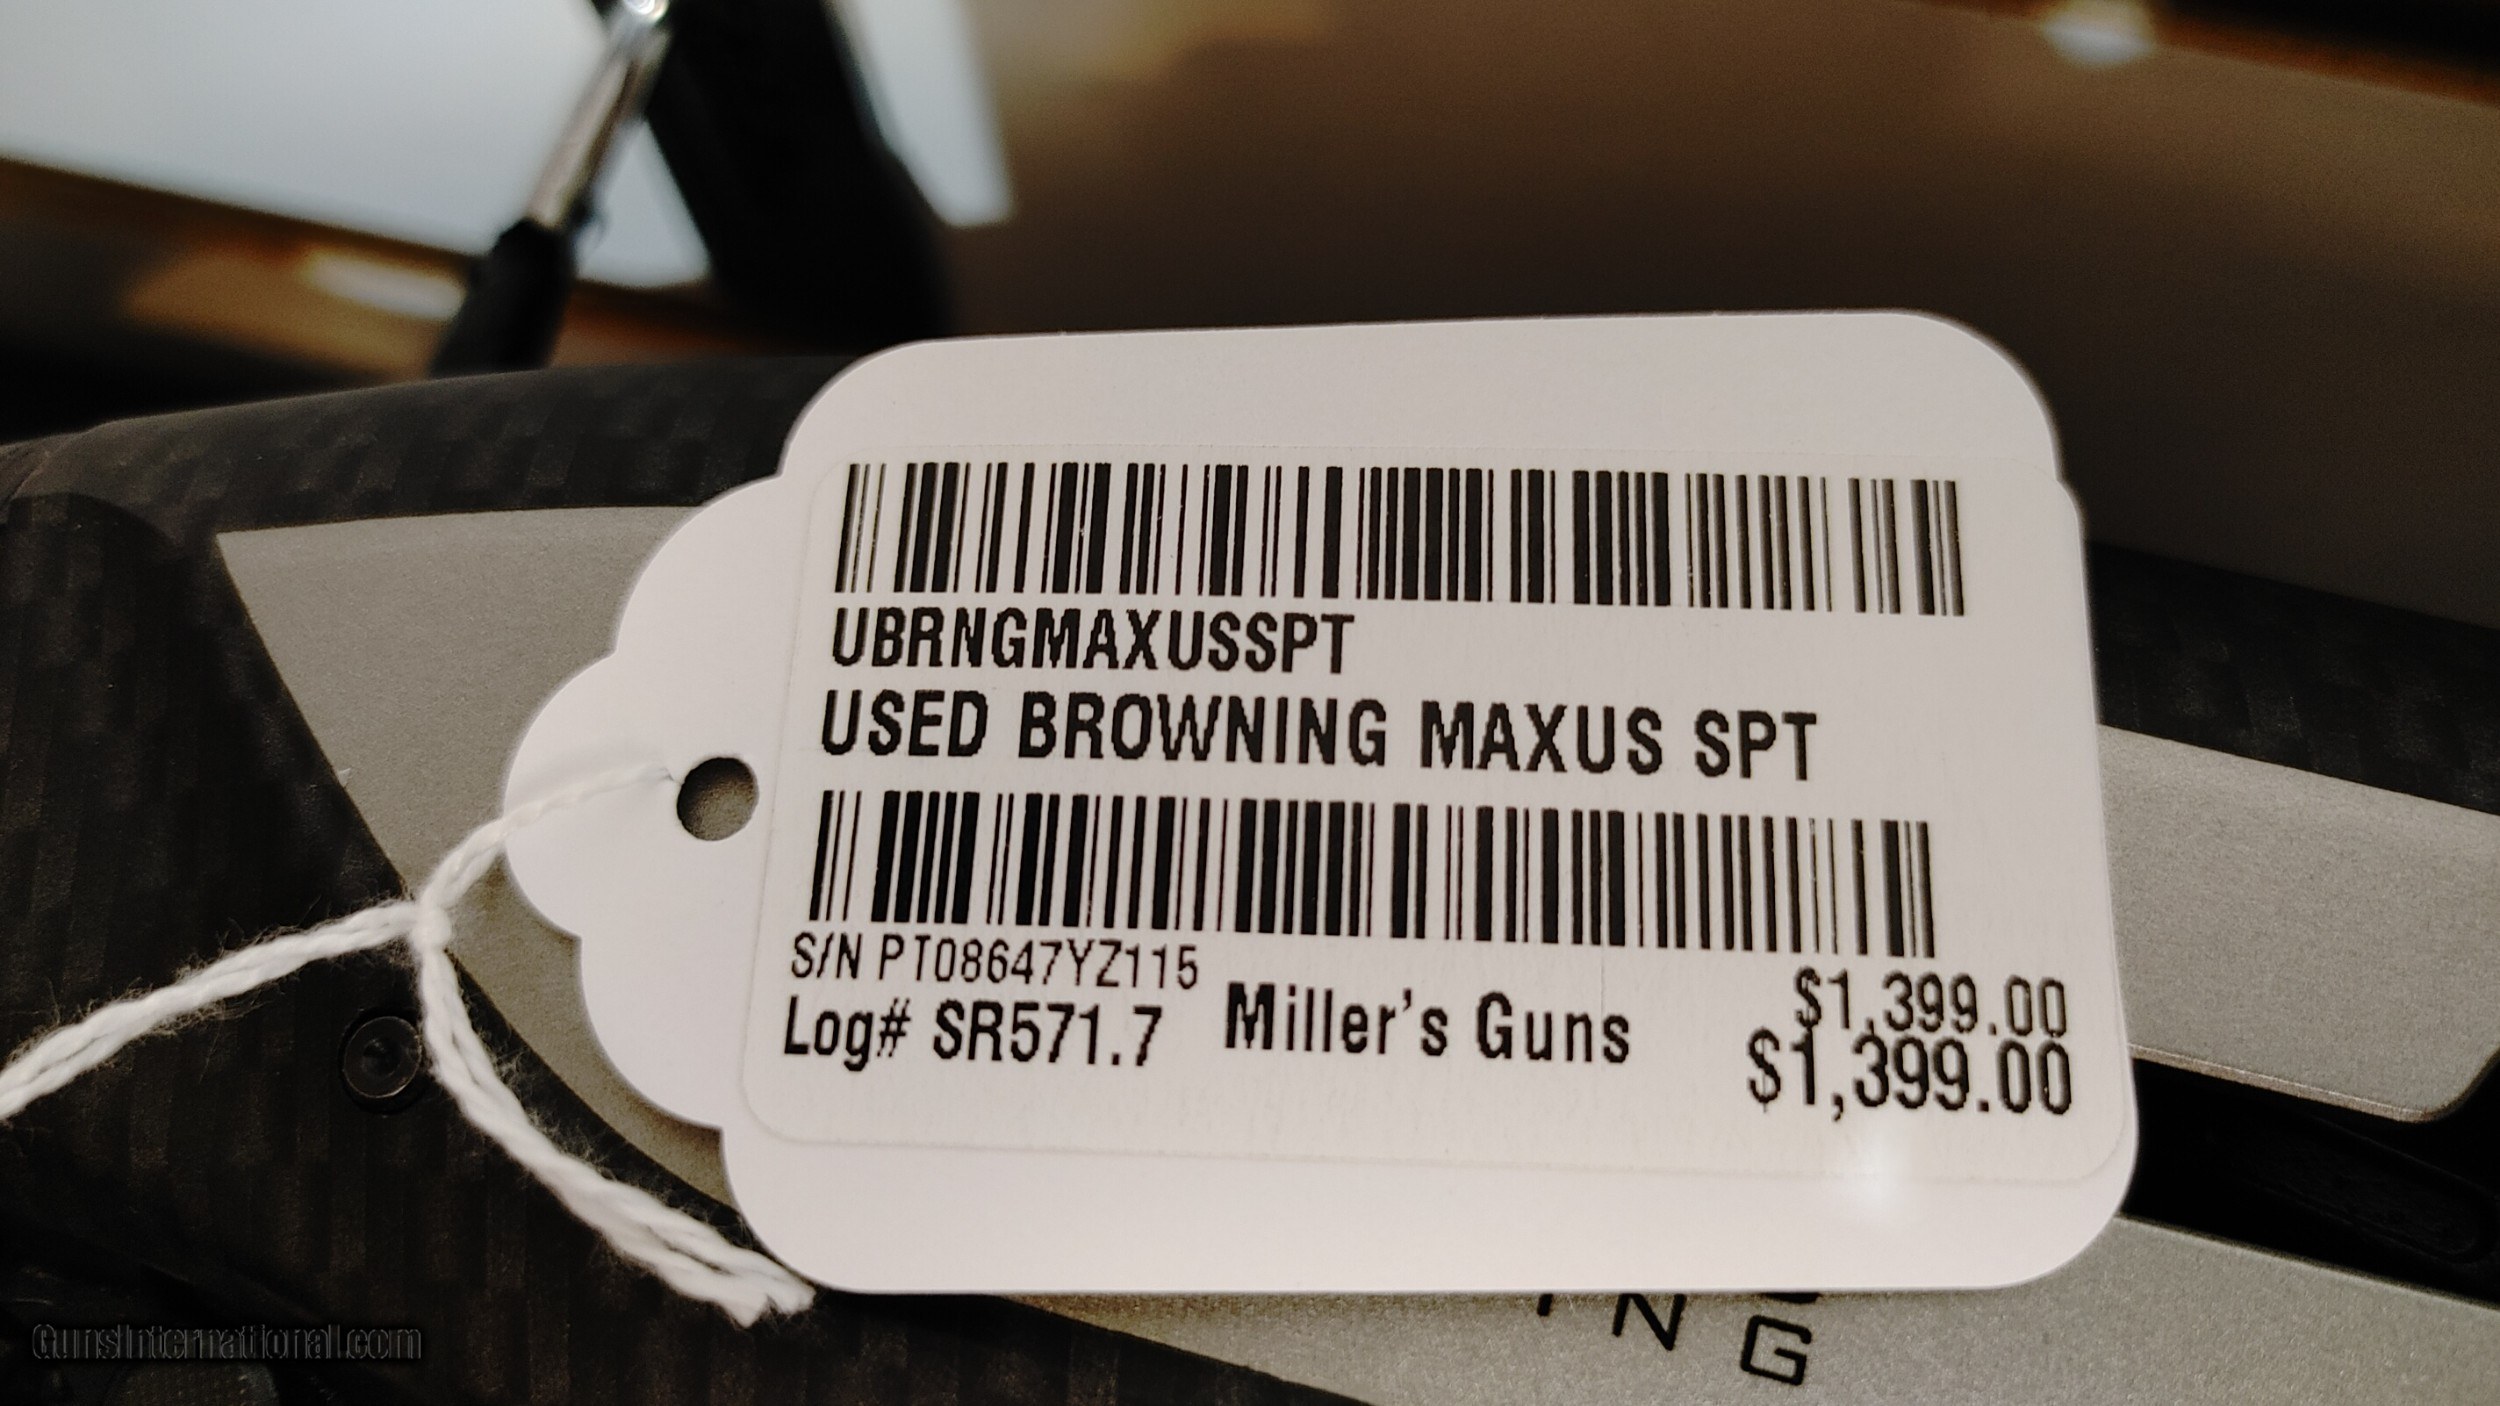 UBRNGMAXUSSPT
USED BROWNING MAXUS SPT
S/N PT08647YZ115
Log# SR571.7
Miller's Guns
$1,399.00
$1,399.00
NG
GunsInternational.com